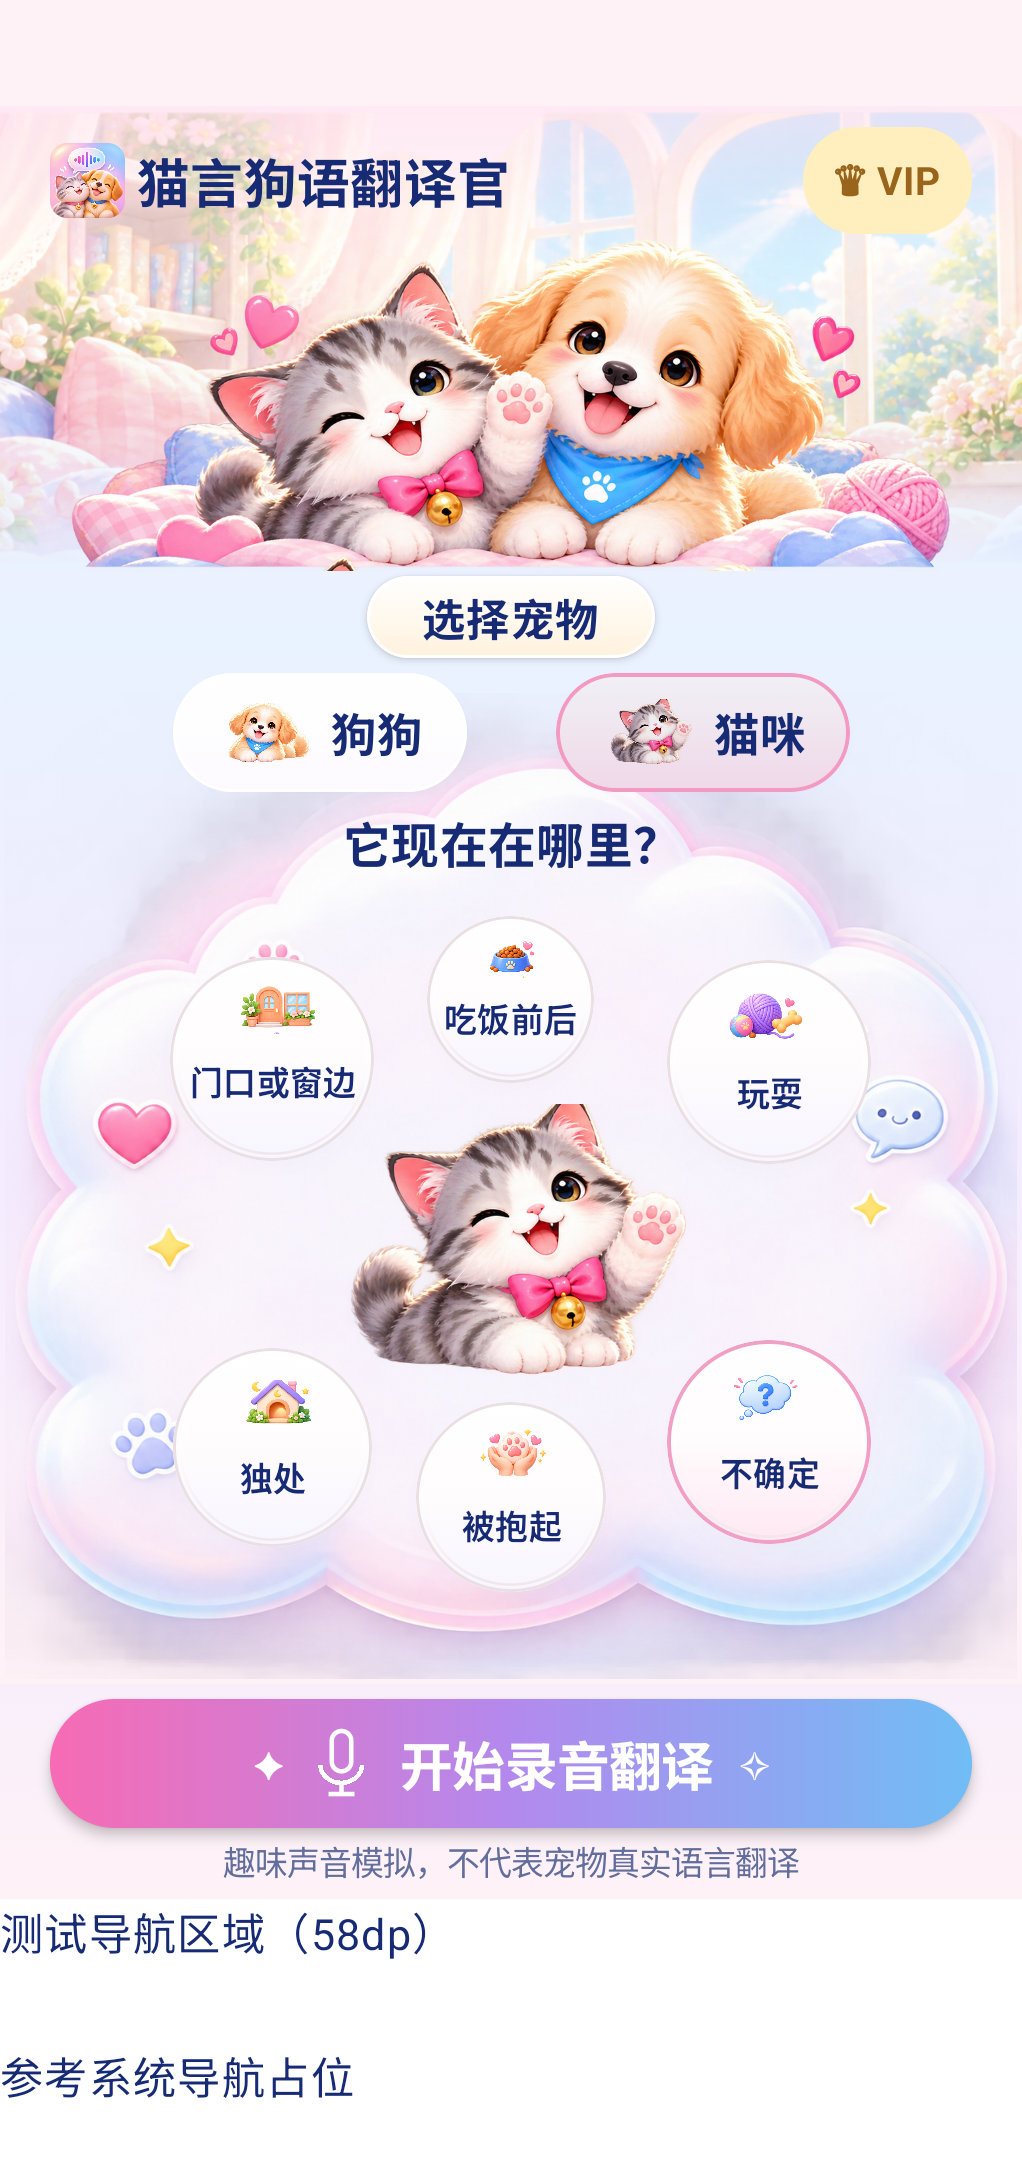 猫言狗语翻译官
VIP
选择宠物
狗狗
猫咪
它现在在哪里？
吃饭前后
门口或窗边
玩耍
独处
被抱起
不确定
开始录音翻译
趣味声音模拟，不代表宠物真实语言翻译
测试导航区域（58dp）
参考系统导航占位